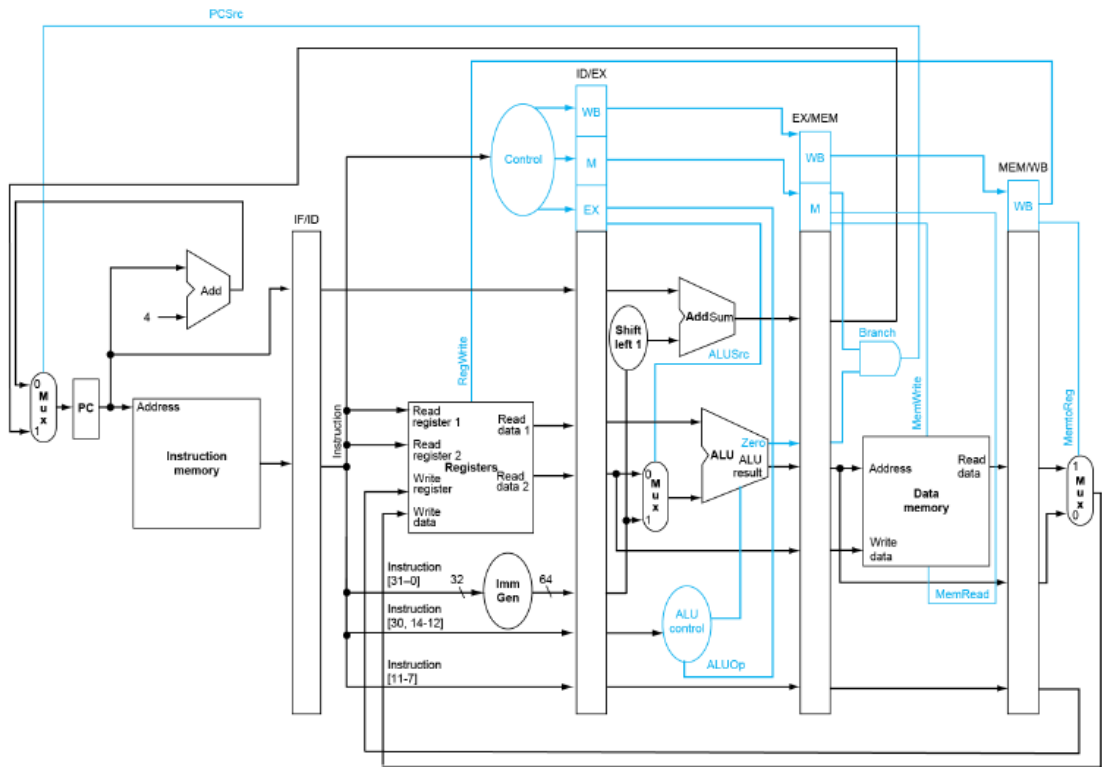 PCSrc
ID/EX
WB
EX/MEM
Control
M
WB
MEM/WB
EX
M
WB
IF/ID
Add
4
Shift
left 1
AddSum
Branch
ALUSrc
RegWrite
MemWrite
MemtoReg
0
M
u
x
1
PC
Address
Instruction
memory
Instruction
Read
register 1
Read
register 2
Registers
Write
register
Write
data
Read
data 1
Read
data 2
0
M
u
x
1
Zero
ALU
ALU
result
Address
Read
data
Data
memory
Write
data
1
M
u
x
0
MemRead
Instruction
[31–0]
32
Imm
Gen
64
Instruction
[30, 14-12]
ALU
control
ALUOp
Instruction
[11-7]